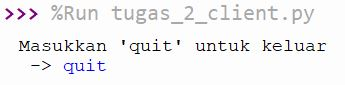 >>> %Run tugas_2_client.py
Masukkan 'quit' untuk keluar
-> quit